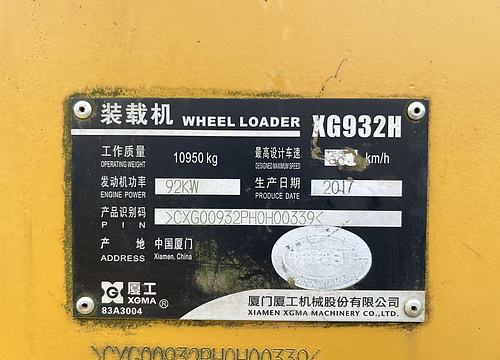 装载机 WHEEL LOADER XG932H
工作质量 10950 kg 最高设计车速 km/h
OPERATING WEIGHT DESIGNED MAXIMUM SPEED
发动机功率 92KW 生产日期 2017
ENGINE POWER PRODUCE DATE
产品识别码 >CXG00932PH0H00339<
P I N
产 地 中国厦门
ADDRESS Xiamen, China
厦工
XGMA ®
83A3004
厦门厦工机械股份有限公司
XIAMEN XGMA MACHINERY CO.,LTD.
>CXG00932PH0H00339<